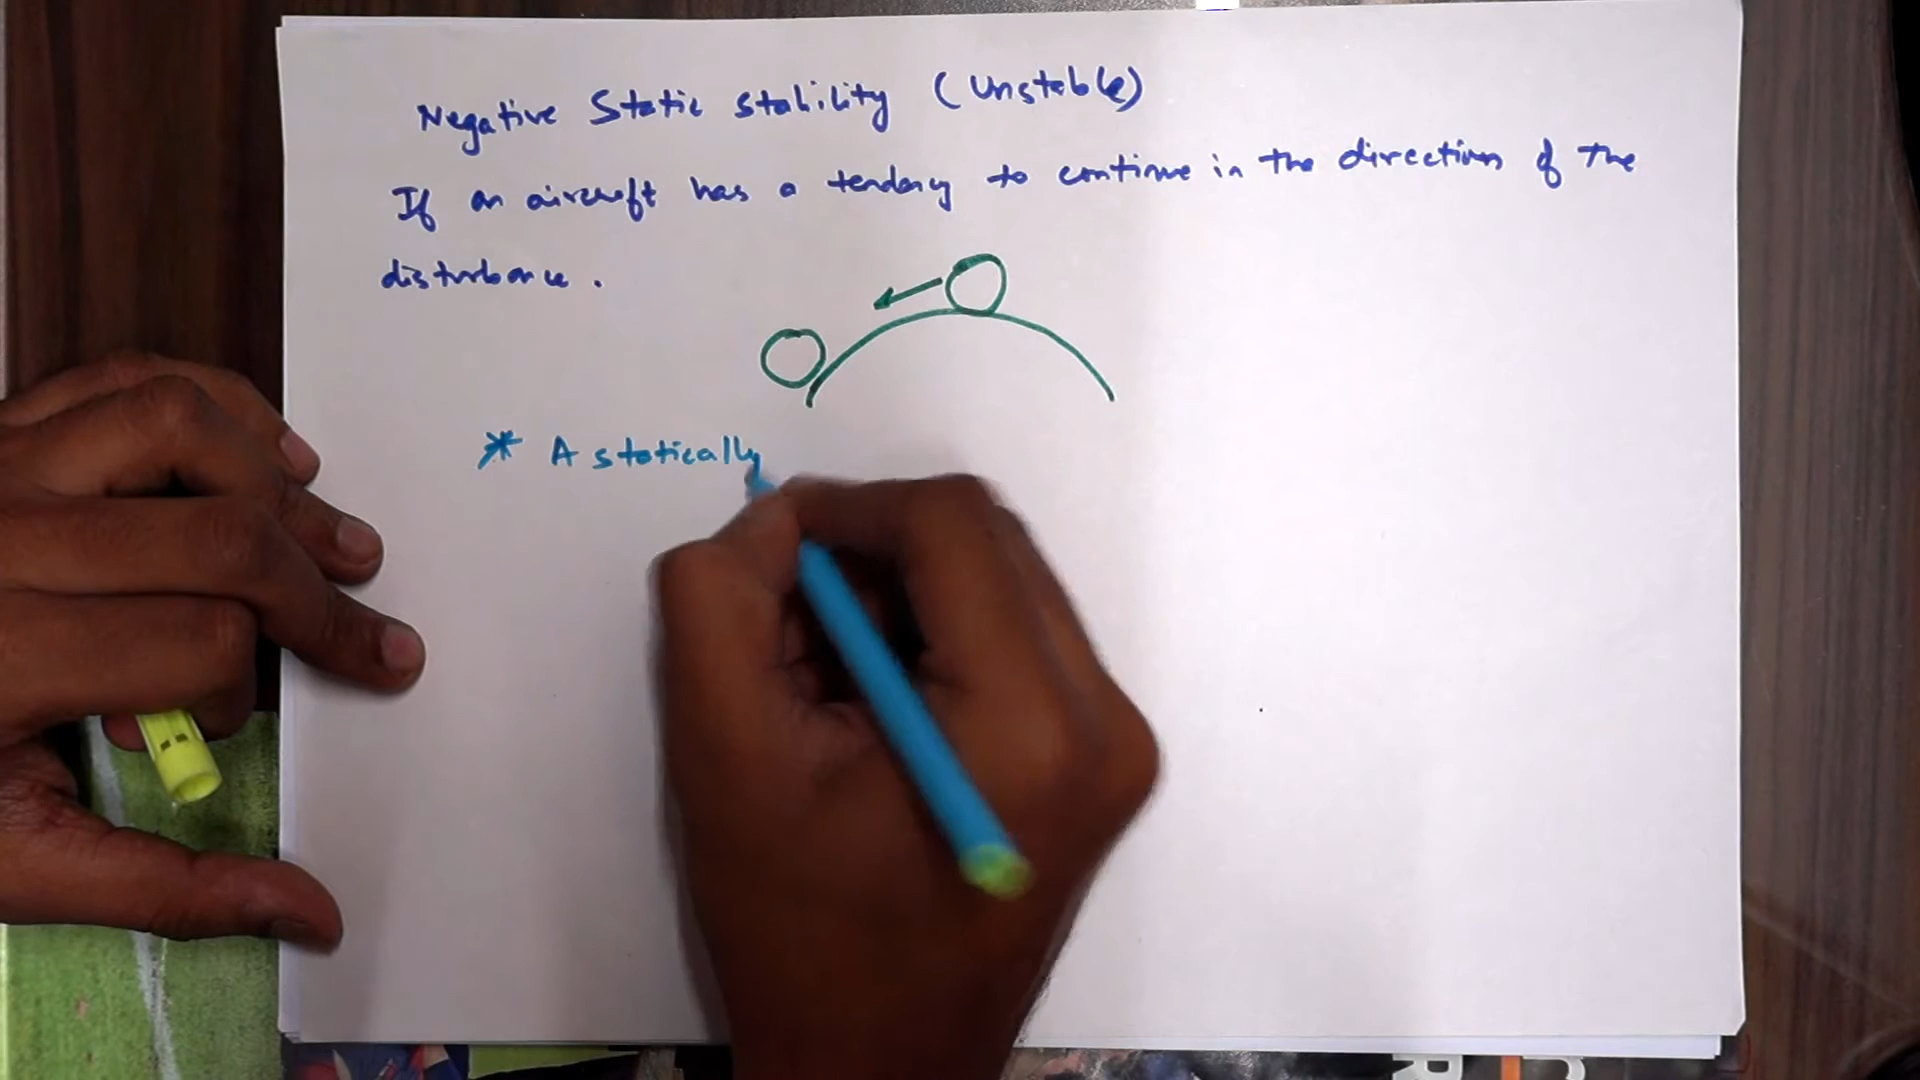 Negative Static Stability (Unstable)
If an aircraft has a tendency to continue in the direction of the
disturbance.
* A statically